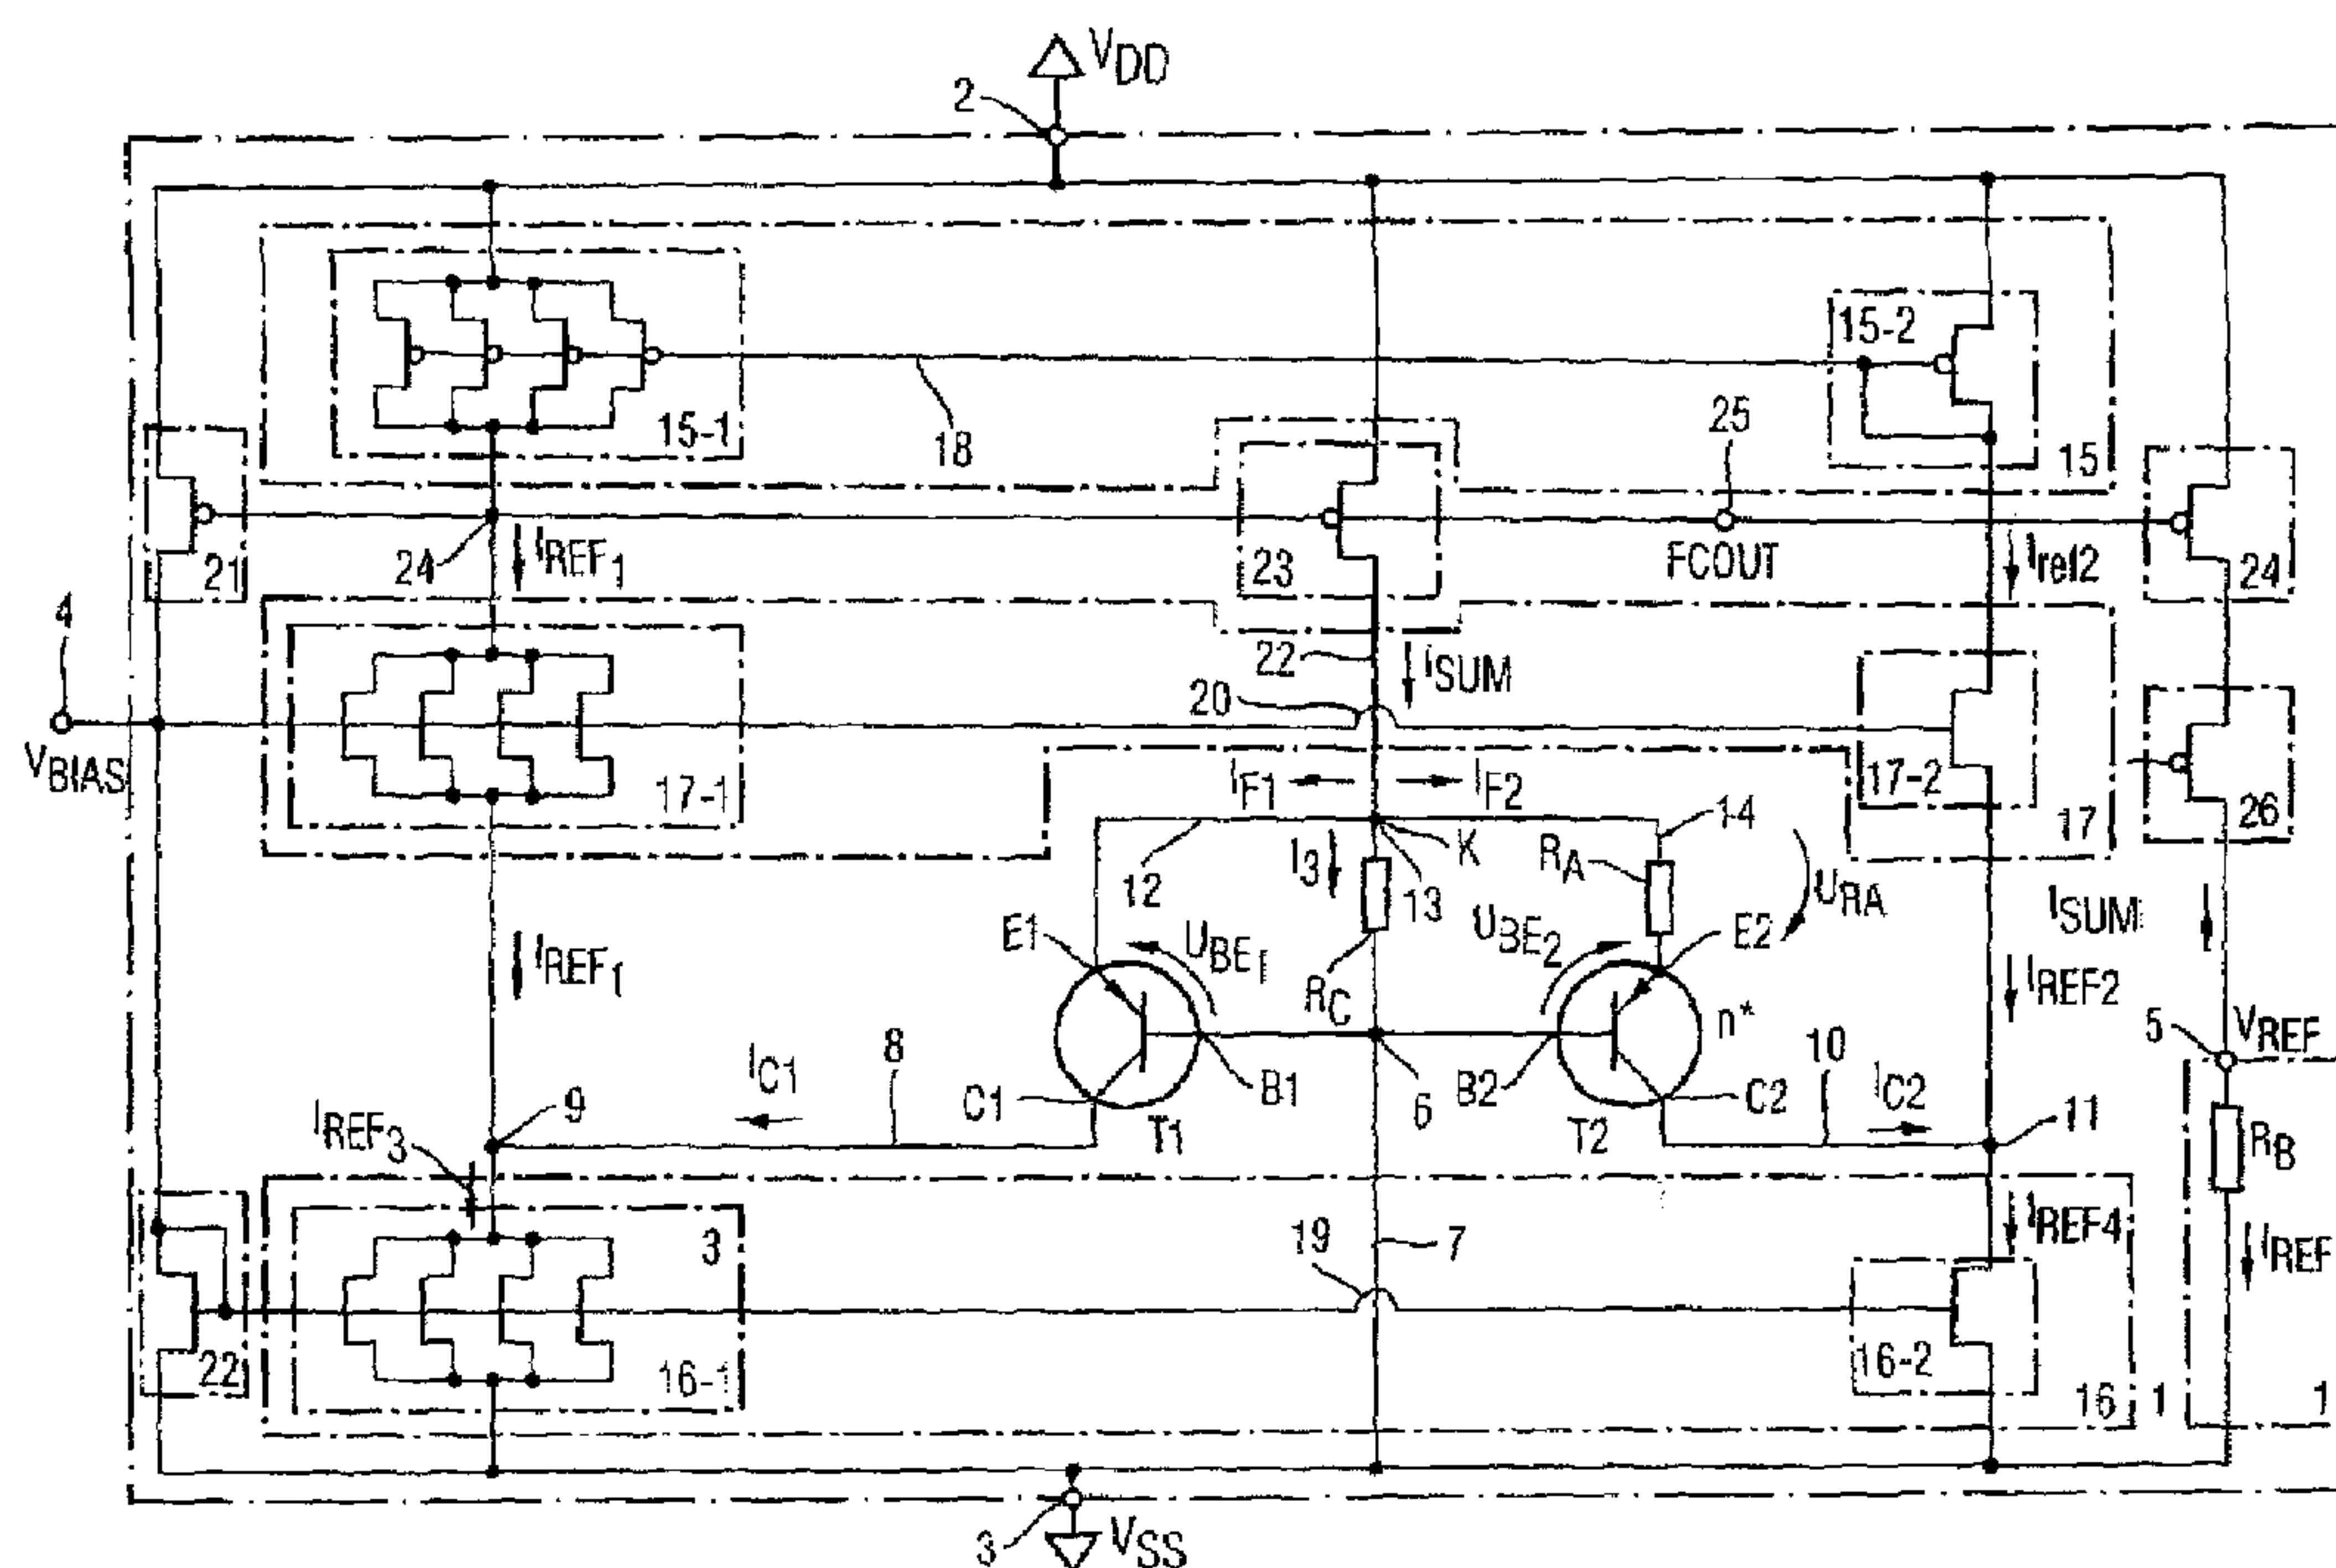 VDD
2
15-1
18
15-2
25
15
21
24
IREF1
23
FCOUT
Iref2
24
4
22
ISUM
20
VBIAS
17-1
IF1
IF2
17-2
17
26
12
I3
13
K
RA
14
URA
ISUM
E1
UBE1
UBE2
E2
IREF1
RC
n*
IREF2
5
VREF
IC1
8
C1
B1
6
B2
C2
10
IC2
IREF3
9
T1
T2
11
RB
3
19
7
IREF4
IREF
22
16-1
16-2
16
1
1
3
VSS